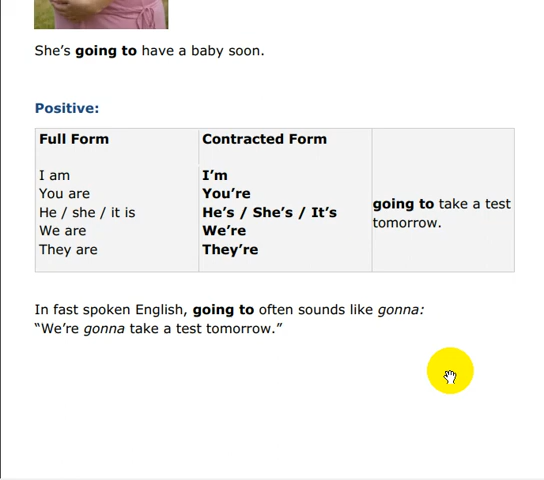 She’s going to have a baby soon.
Positive:
Full Form
Contracted Form
I am
I’m
You are
You’re
He / she / it is
He’s / She’s / It’s
We are
We’re
They are
They’re
going to take a test
tomorrow.
In fast spoken English, going to often sounds like gonna:
“We’re gonna take a test tomorrow.”